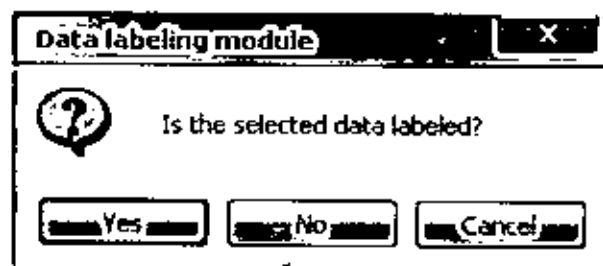 Data labeling module
X
?
Is the selected data labeled?
Yes No Cancel